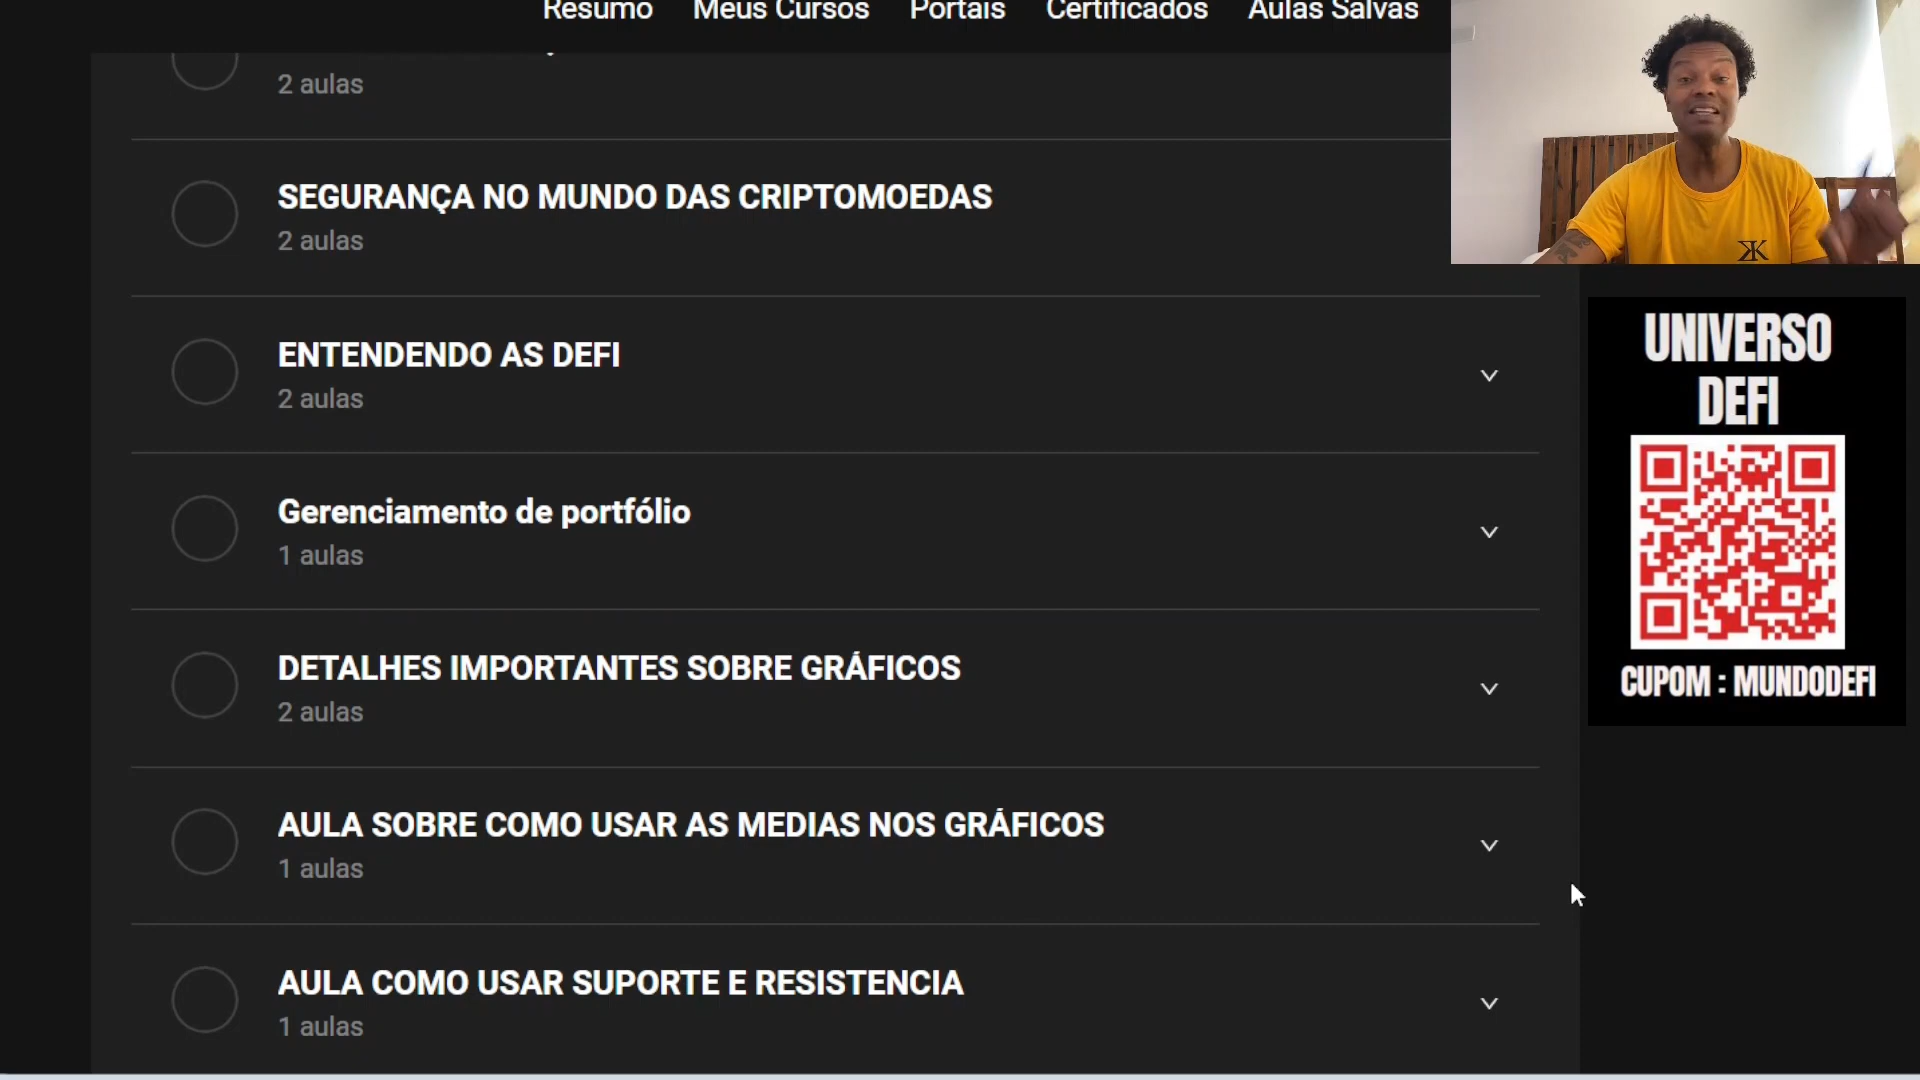 Resumo Meus Cursos Portais Certificados Aulas Salvas
2 aulas
SEGURANÇA NO MUNDO DAS CRIPTOMOEDAS
2 aulas
ENTENDENDO AS DEFI
2 aulas
Gerenciamento de portfólio
1 aulas
DETALHES IMPORTANTES SOBRE GRÁFICOS
2 aulas
AULA SOBRE COMO USAR AS MEDIAS NOS GRÁFICOS
1 aulas
AULA COMO USAR SUPORTE E RESISTENCIA
1 aulas
UNIVERSO
DEFI
CUPOM : MUNDODEFI